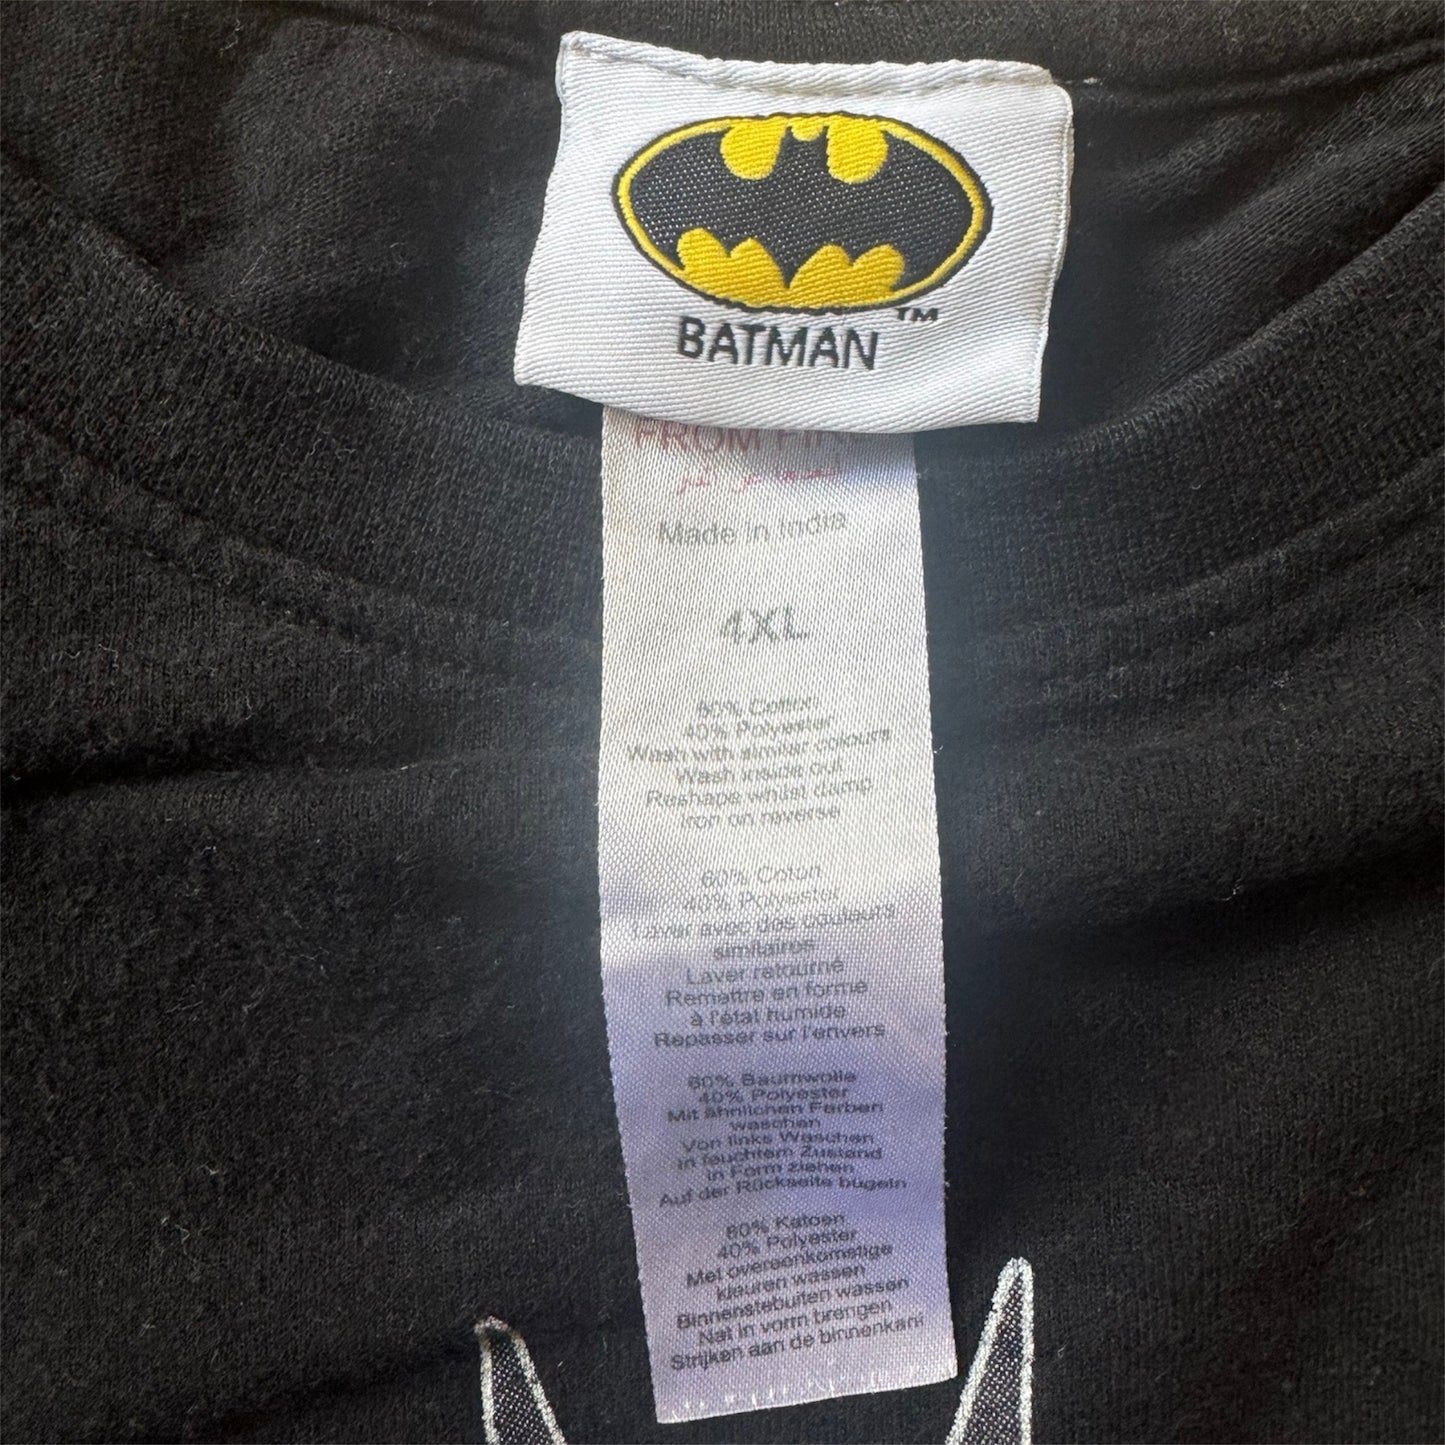 BATMAN
TM
Made in India
4XL
60% Cotton
40% Polyester
Wash with similar colours
Wash inside out
Reshape whilst damp
Iron on reverse
60% Coton
40% Polyester
Laver avec des couleurs
similaires
Laver retourné
Remettre en forme
à l'état humide
Repasser sur l'envers
60% Baumwolle
40% Polyester
Mit ähnlichen Farben
waschen
Von links Waschen
in feuchtem Zustand
in Form ziehen
Auf der Rückseite bügeln
60% Katoen
40% Polyester
Met overeenkomstige
kleuren wassen
Binnenstebuiten wassen
Nat in vorm brengen
Strijken aan de binnenkant